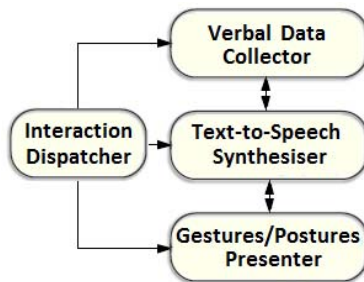 Verbal Data
Collector
Interaction
Dispatcher
Text-to-Speech
Synthesiser
Gestures/Postures
Presenter